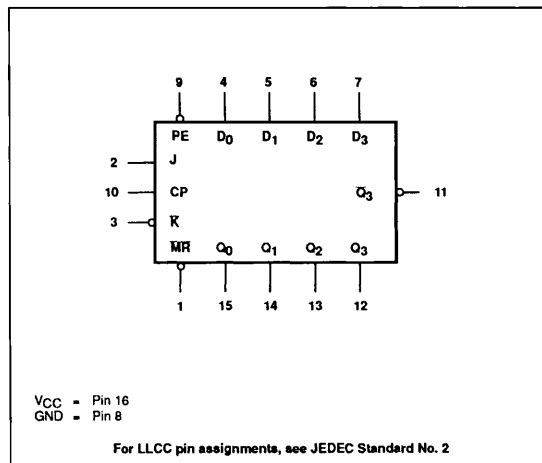 9 4 5 6 7
PE D0 D1 D2 D3
2 J
10 CP Q̅3 11
3 K̅
M̅R̅ Q0 Q1 Q2 Q3
1 15 14 13 12
VCC = Pin 16
GND = Pin 8
For LLCC pin assignments, see JEDEC Standard No. 2